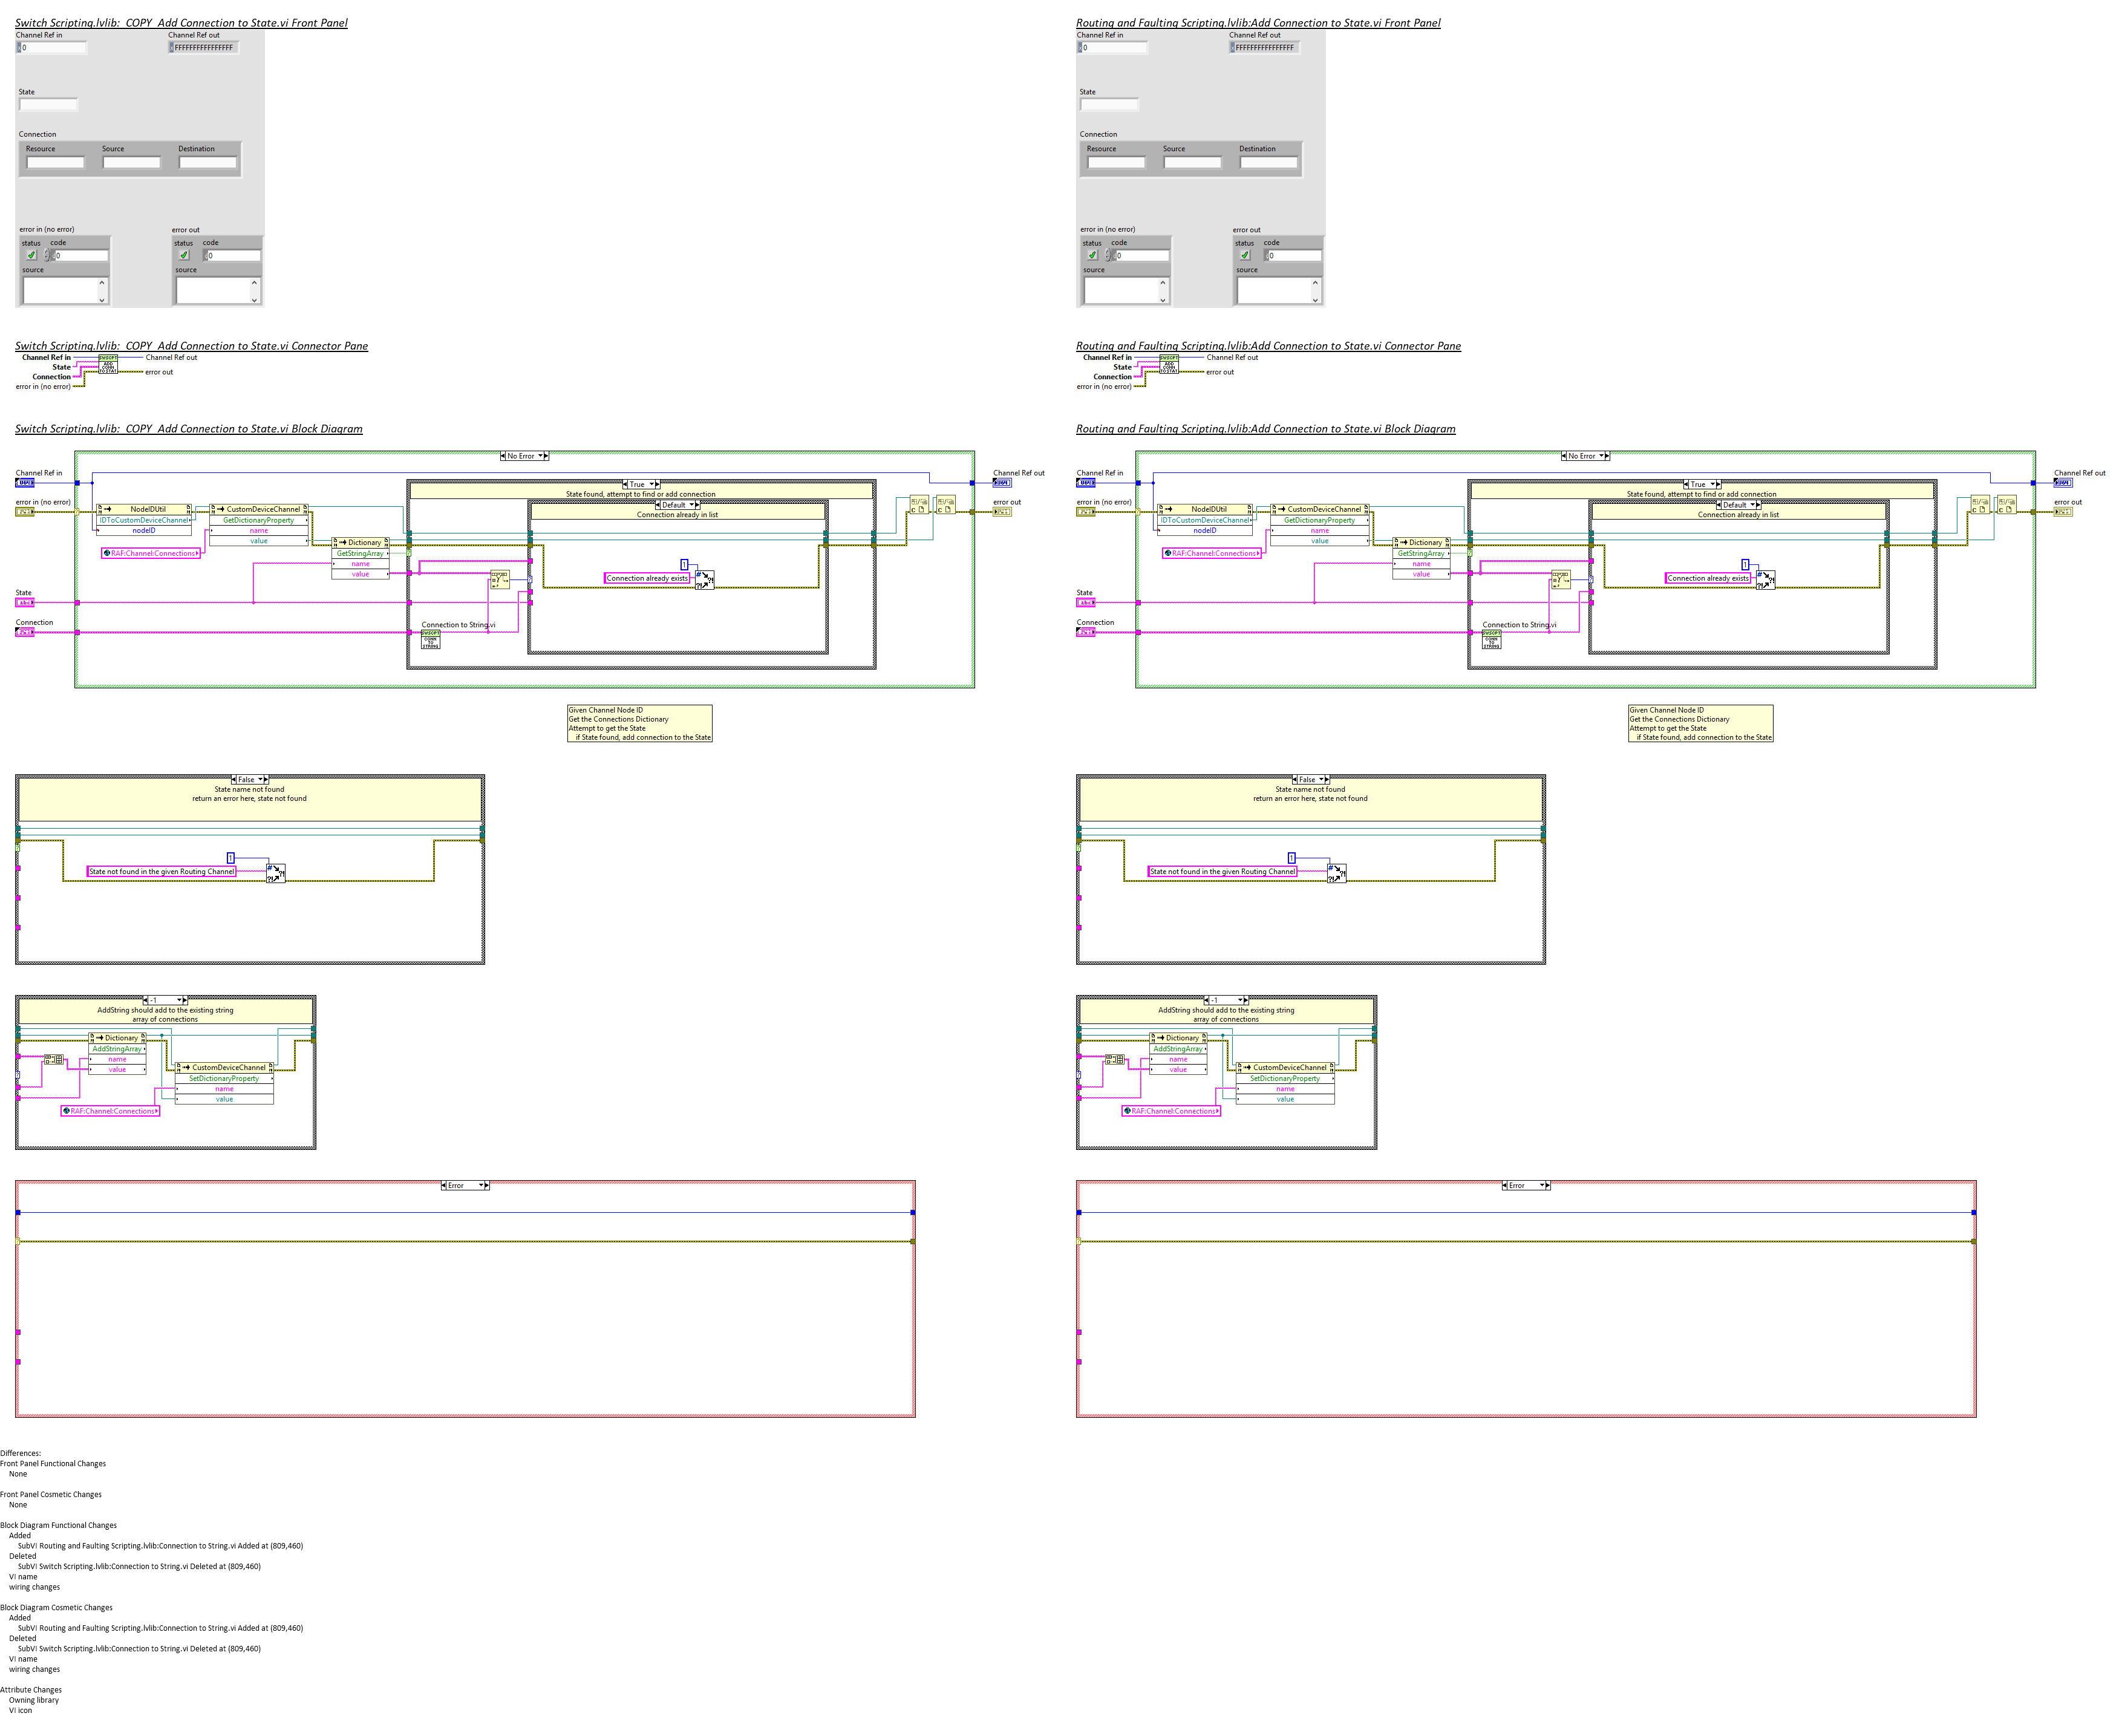 Switch Scripting.lvlib:_COPY_Add Connection to State.vi Front Panel
Channel Ref in
Channel Ref out
0
FFFFFFFFFFFFFFFF
State
Connection
Resource
Source
Destination
error in (no error)
error out
status
code
status
code
0
0
source
source
Switch Scripting.lvlib:_COPY_Add Connection to State.vi Connector Pane
Channel Ref in
Channel Ref out
State
Connection
error out
error in (no error)
Switch Scripting.lvlib:_COPY_Add Connection to State.vi Block Diagram
No Error
Channel Ref in
Channel Ref out
True
State found, attempt to find or add connection
error in (no error)
error out
Default
Connection already in list
NodeIDUtil
CustomDeviceChannel
IDToCustomDeviceChannel
GetDictionaryProperty
nodeID
name
value
Dictionary
RAF:Channel:Connections
GetStringArray
name
value
1
Connection already exists
State
Connection
Connection to String.vi
Given Channel Node ID
Get the Connections Dictionary
Attempt to get the State
if State found, add connection to the State
False
State name not found
return an error here, state not found
1
State not found in the given Routing Channel
-1
AddString should add to the existing string
array of connections
Dictionary
AddStringArray
name
value
CustomDeviceChannel
SetDictionaryProperty
name
value
RAF:Channel:Connections
Error
Routing and Faulting Scripting.lvlib:Add Connection to State.vi Front Panel
Channel Ref in
Channel Ref out
0
FFFFFFFFFFFFFFFF
State
Connection
Resource
Source
Destination
error in (no error)
error out
status
code
status
code
0
0
source
source
Routing and Faulting Scripting.lvlib:Add Connection to State.vi Connector Pane
Channel Ref in
Channel Ref out
State
Connection
error out
error in (no error)
Routing and Faulting Scripting.lvlib:Add Connection to State.vi Block Diagram
No Error
Channel Ref in
Channel Ref out
True
State found, attempt to find or add connection
error in (no error)
error out
Default
Connection already in list
NodeIDUtil
CustomDeviceChannel
IDToCustomDeviceChannel
GetDictionaryProperty
nodeID
name
value
Dictionary
RAF:Channel:Connections
GetStringArray
name
value
1
Connection already exists
State
Connection
Connection to String.vi
Given Channel Node ID
Get the Connections Dictionary
Attempt to get the State
if State found, add connection to the State
False
State name not found
return an error here, state not found
1
State not found in the given Routing Channel
-1
AddString should add to the existing string
array of connections
Dictionary
AddStringArray
name
value
CustomDeviceChannel
SetDictionaryProperty
name
value
RAF:Channel:Connections
Error
Differences:
Front Panel Functional Changes
None
Front Panel Cosmetic Changes
None
Block Diagram Functional Changes
Added
SubVI Routing and Faulting Scripting.lvlib:Connection to String.vi Added at (809,460)
Deleted
SubVI Switch Scripting.lvlib:Connection to String.vi Deleted at (809,460)
VI name
wiring changes
Block Diagram Cosmetic Changes
Added
SubVI Routing and Faulting Scripting.lvlib:Connection to String.vi Added at (809,460)
Deleted
SubVI Switch Scripting.lvlib:Connection to String.vi Deleted at (809,460)
VI name
wiring changes
Attribute Changes
Owning library
VI icon